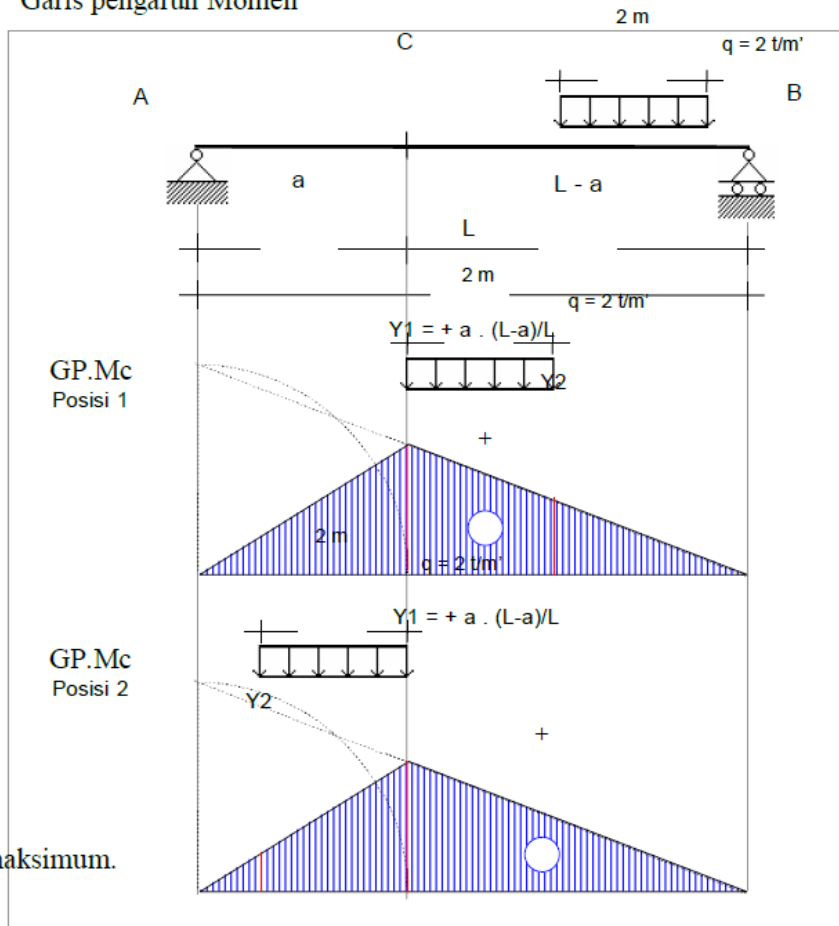 Garis pengaruh Momen
2 m
C
q = 2 t/m'
A
B
a
L - a
L
2 m
q = 2 t/m'
Y1 = + a . (L-a)/L
GP.Mc
Y2
Posisi 1
+
2 m
q = 2 t/m'
Y1 = + a . (L-a)/L
GP.Mc
Posisi 2
Y2
+
naksimum.